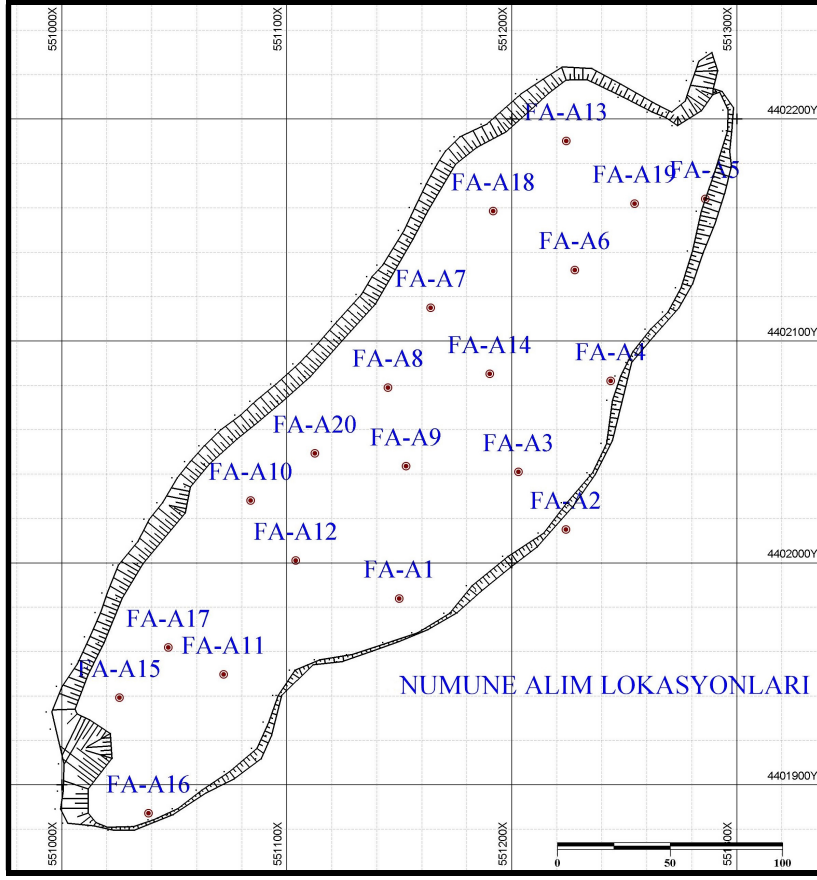 551000X
551100X
551200X
551300X
FA-A13
4402200Y
FA-A18
FA-A19
FA-A5
FA-A6
FA-A7
4402100Y
FA-A8
FA-A14
FA-A4
FA-A20
FA-A9
FA-A3
FA-A10
FA-A2
FA-A12
4402000Y
FA-A1
FA-A17
FA-A11
FA-A15
NUMUNE ALIM LOKASYONLARI
FA-A16
4401900Y
551000X
551100X
551200X
551300X
0
50
100